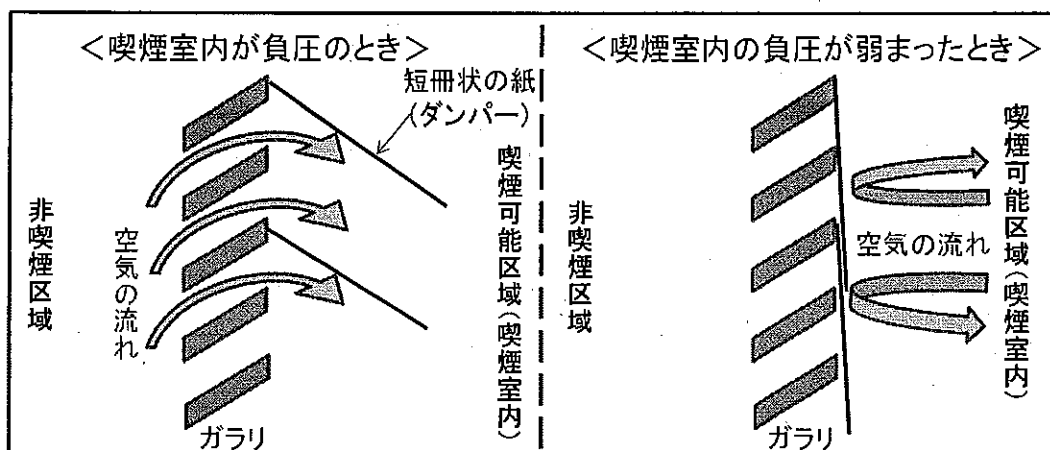 <喫煙室内が負圧のとき>
短冊状の紙
(ダンパー)
非喫煙区域
空気の流れ
喫煙可能区域(喫煙室内)
ガラリ
<喫煙室内の負圧が弱まったとき>
非喫煙区域
空気の流れ
喫煙可能区域(喫煙室内)
ガラリ